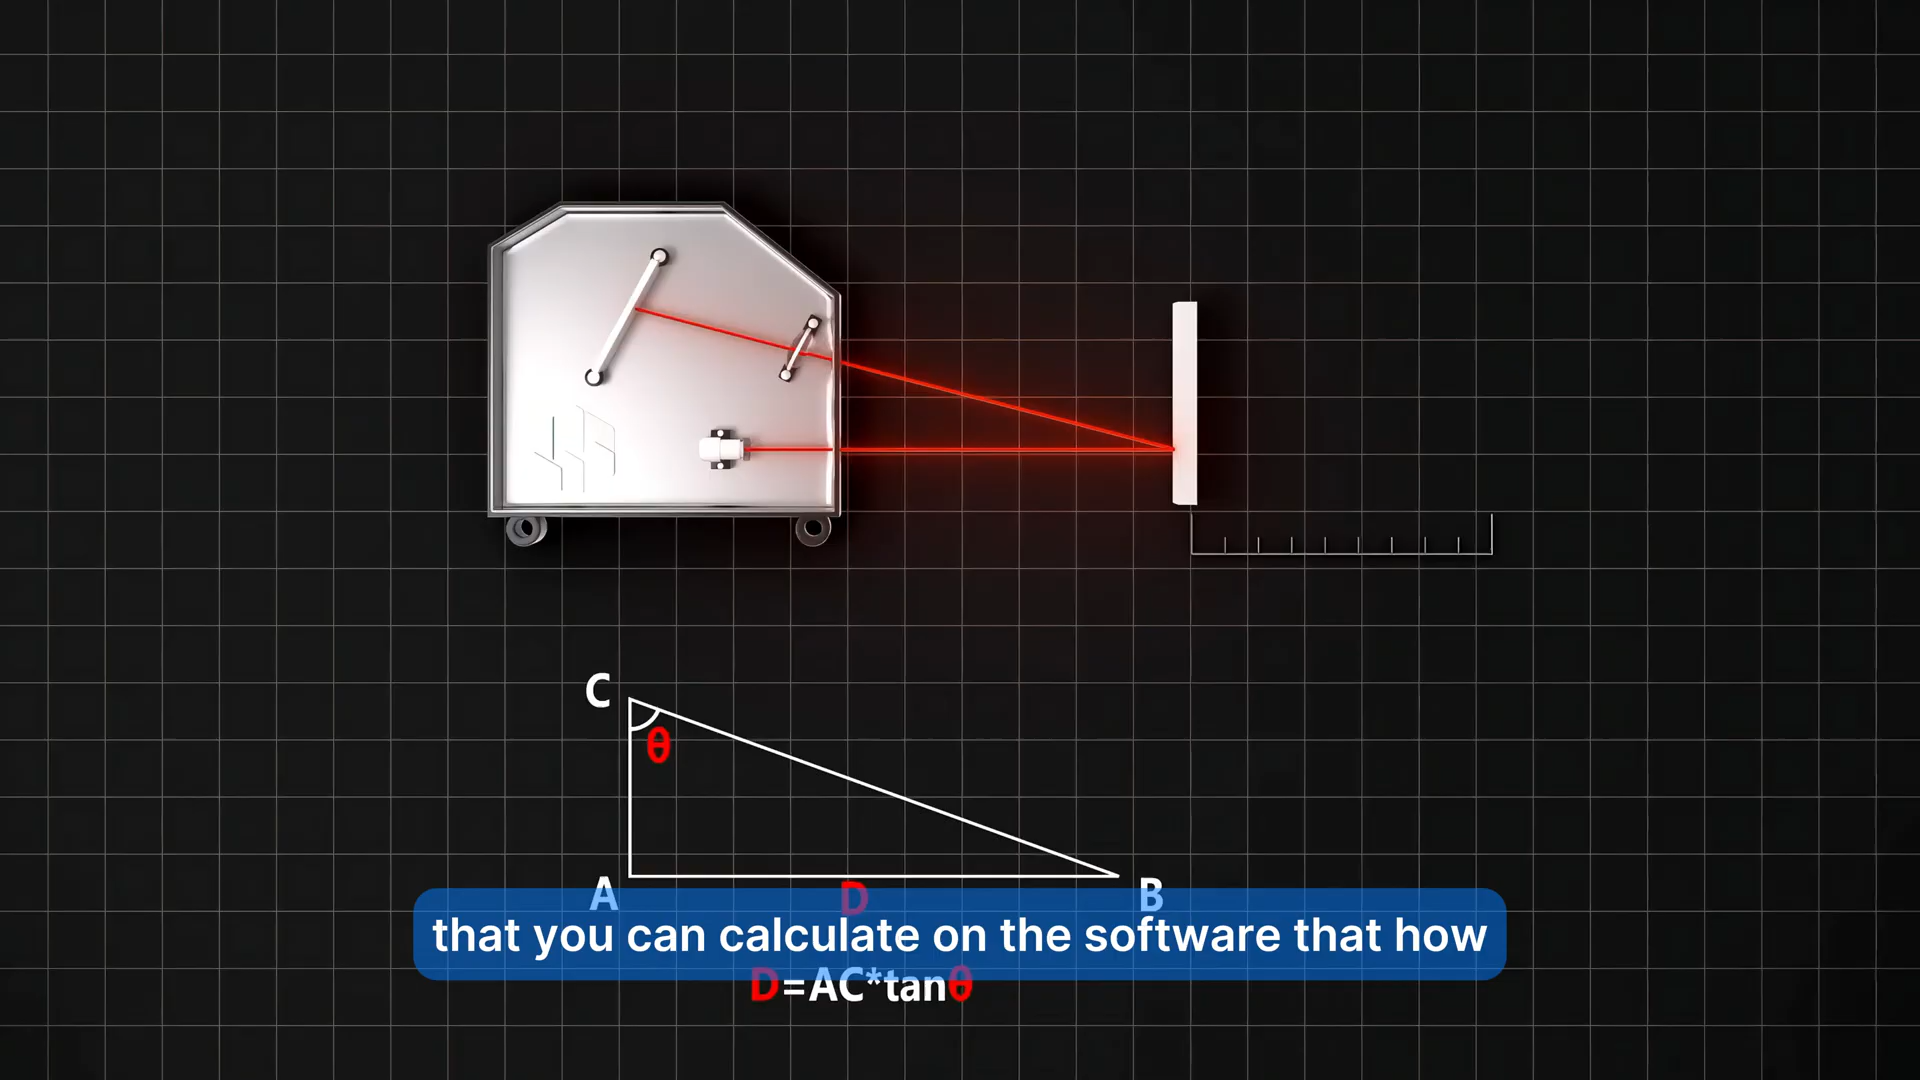 C
θ
A D B
that you can calculate on the software that how
D=AC*tanθ